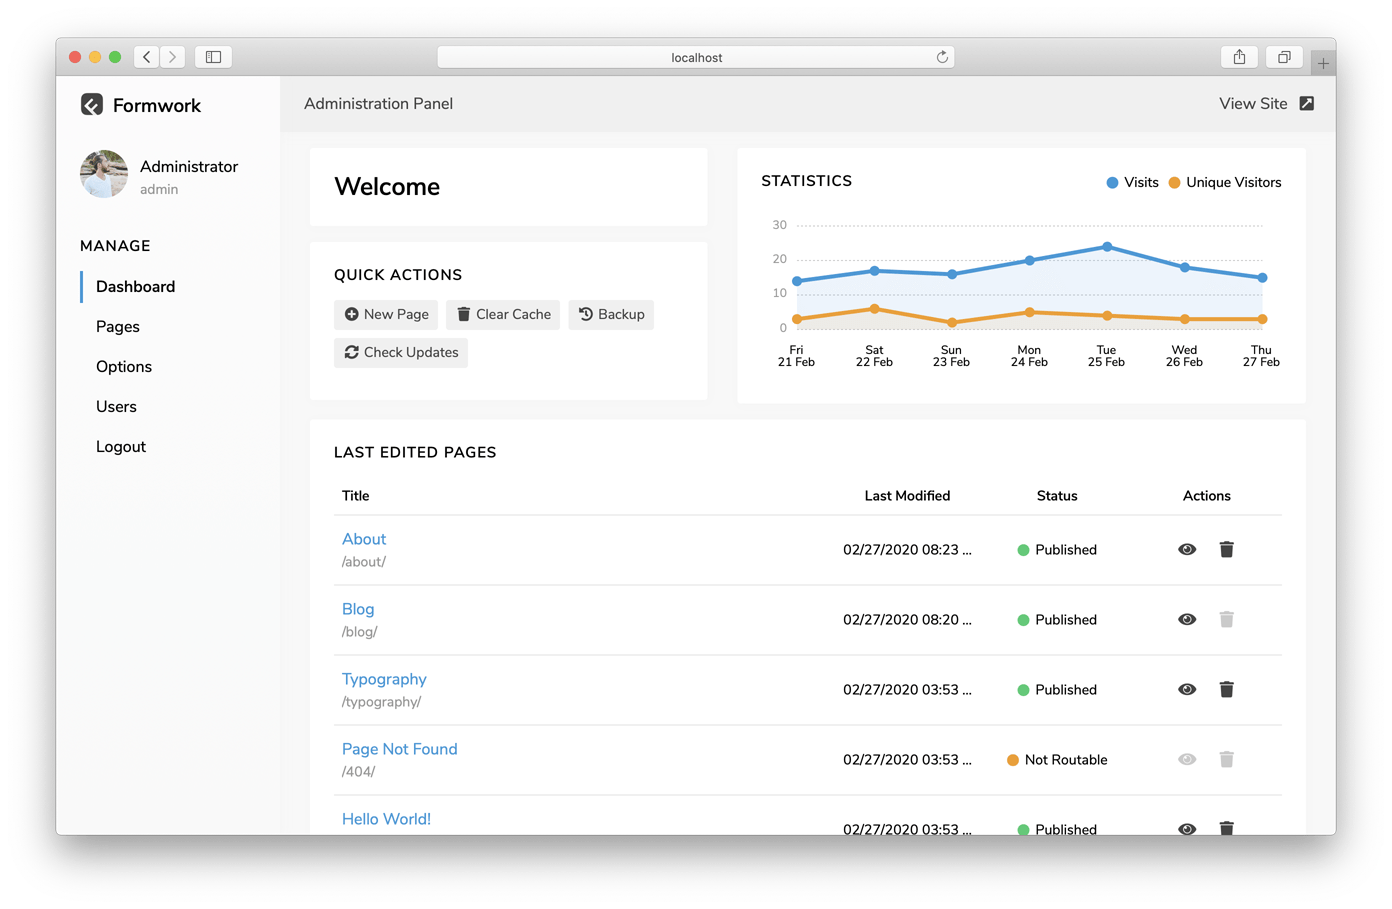 localhost
Formwork
Administration Panel
View Site
Administrator
admin
MANAGE
Dashboard
Pages
Options
Users
Logout
Welcome
QUICK ACTIONS
New Page
Clear Cache
Backup
Check Updates
STATISTICS
Visits
Unique Visitors
30
20
10
0
Fri
21 Feb
Sat
22 Feb
Sun
23 Feb
Mon
24 Feb
Tue
25 Feb
Wed
26 Feb
Thu
27 Feb
LAST EDITED PAGES
Title Last Modified Status Actions
About
/about/
02/27/2020 08:23 ... Published
Blog
/blog/
02/27/2020 08:20 ... Published
Typography
/typography/
02/27/2020 03:53 ... Published
Page Not Found
/404/
02/27/2020 03:53 ... Not Routable
Hello World!
02/27/2020 03:53 ... Published